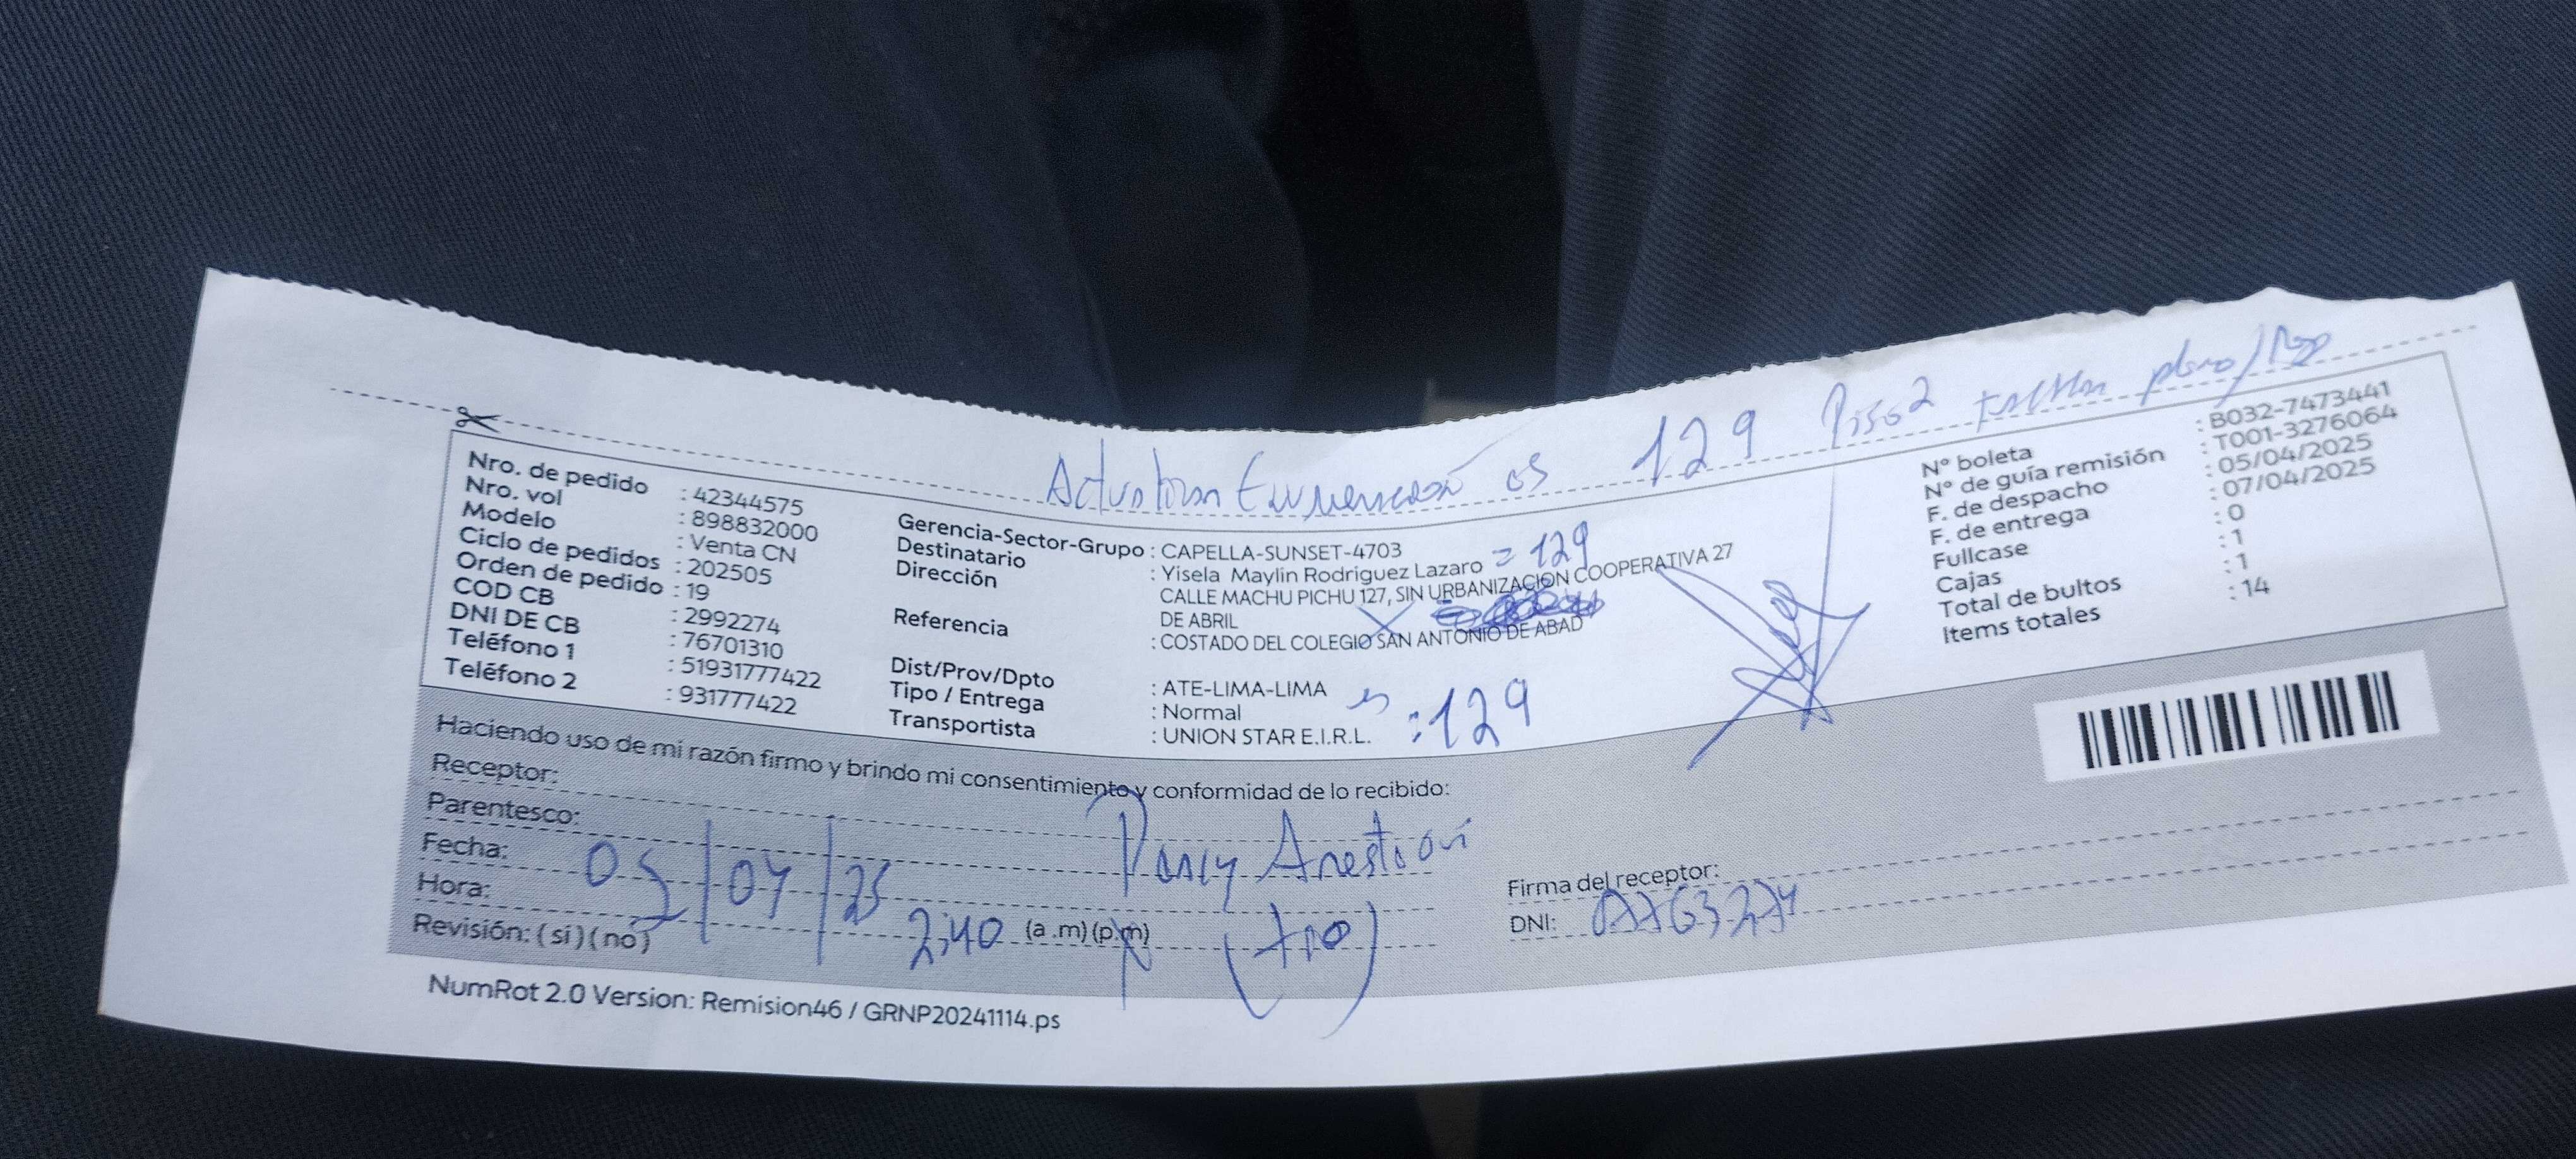 129 Piso 2
Nro. de pedido : 42344575
Nro. vol : 898832000
Modelo : Venta CN
Ciclo de pedidos : 202505
Orden de pedido : 19
COD CB : 2992274
DNI DE CB : 76701310
Teléfono 1 : 51931777422
Teléfono 2 : 931777422
Gerencia-Sector-Grupo : CAPELLA-SUNSET-4703
Destinatario : Yisela Maylin Rodriguez Lazaro = 129
Dirección : CALLE MACHU PICHU 127, SIN URBANIZACION COOPERATIVA 27
DE ABRIL
Referencia : COSTADO DEL COLEGIO SAN ANTONIO DE ABAD
Dist/Prov/Dpto : ATE-LIMA-LIMA
Tipo / Entrega : Normal
Transportista : UNION STAR E.I.R.L.
es : 129
N° boleta : B032-7473441
N° de guía remisión : T001-3276064
F. de despacho : 05/04/2025
F. de entrega : 07/04/2025
Fullcase : 0
Cajas : 1
Total de bultos : 1
Items totales : 14
Haciendo uso de mi razón firmo y brindo mi consentimiento y conformidad de lo recibido:
Receptor:
Parentesco:
Fecha: 05/04/25
Hora: 2:40 (a .m) (p.m)
Revisión: ( sí ) ( no )
Firma del receptor:
DNI:
NumRot 2.0 Version: Remision46 / GRNP20241114.ps